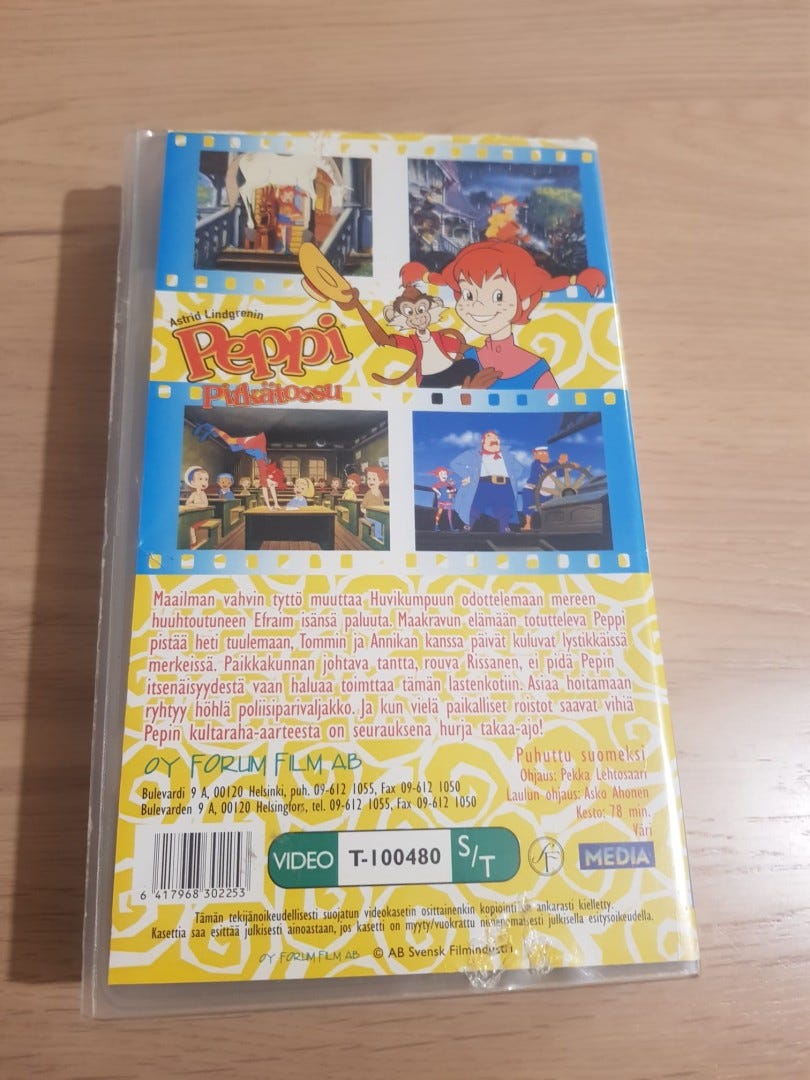 Astrid Lindgrenin
Peppi
Pitkätossu
Maailman vahvin tyttö muuttaa Huvikumpuun odottelemaan mereen
huuhtoutuneen Efraim isänsä paluuta. Maakravun elämään totutteleva Peppi
pistää heti tuulemaan, Tommin ja Annikan kanssa päivät kuluvat lystikkäissä
merkeissä. Paikkakunnan johtava tantta, rouva Rissanen, ei pidä Pepin
itsenäisyydestä vaan haluaa toimittaa tämän lastenkotiin. Asiaa hoitamaan
ryhtyy höhlä poliisiparivaljakko. Ja kun vielä paikalliset roistot saavat vihiä
Pepin kultaraha-aarteesta on seurauksena hurja takaa-ajo!
OY FORUM FILM AB
Bulevardi 9 A, 00120 Helsinki, puh. 09-612 1055, Fax 09-612 1050
Bulevarden 9 A, 00120 Helsingfors, tel. 09-612 1055, Fax 09-612 1050
Puhuttu suomeksi
Ohjaus: Pekka Lehtosaari
Laulun ohjaus: Asko Ahonen
Kesto: 78 min.
Väri
6 417968 302253
VIDEO T-100480 S/T
SF
MEDIA
Tämän tekijänoikeudellisesti suojatun videokasetin osittainenkin kopiointi on ankarasti kielletty.
Kasettia saa esittää julkisesti ainoastaan, jos kasetti on myyty/vuokrattu nimenomaisesti julkisella esitysoikeudella.
OY FORUM FILM AB © AB Svensk Filmindustri